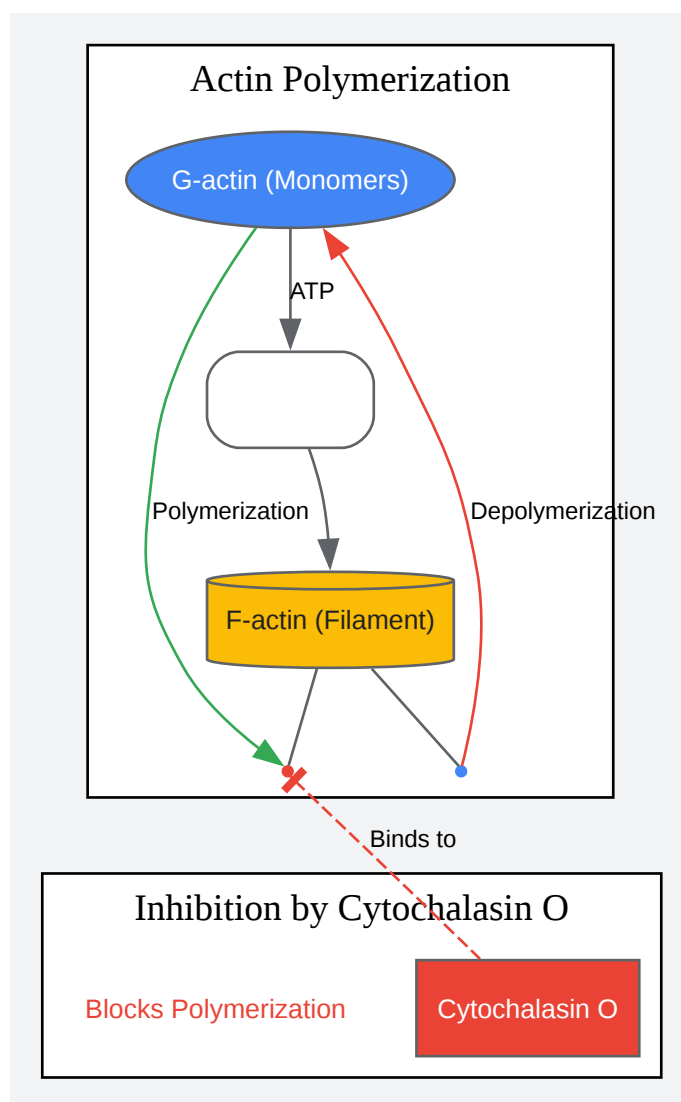 Actin Polymerization
G-actin (Monomers)
ATP
Polymerization
Depolymerization
F-actin (Filament)
Binds to
Inhibition by Cytochalasin O
Blocks Polymerization
Cytochalasin O